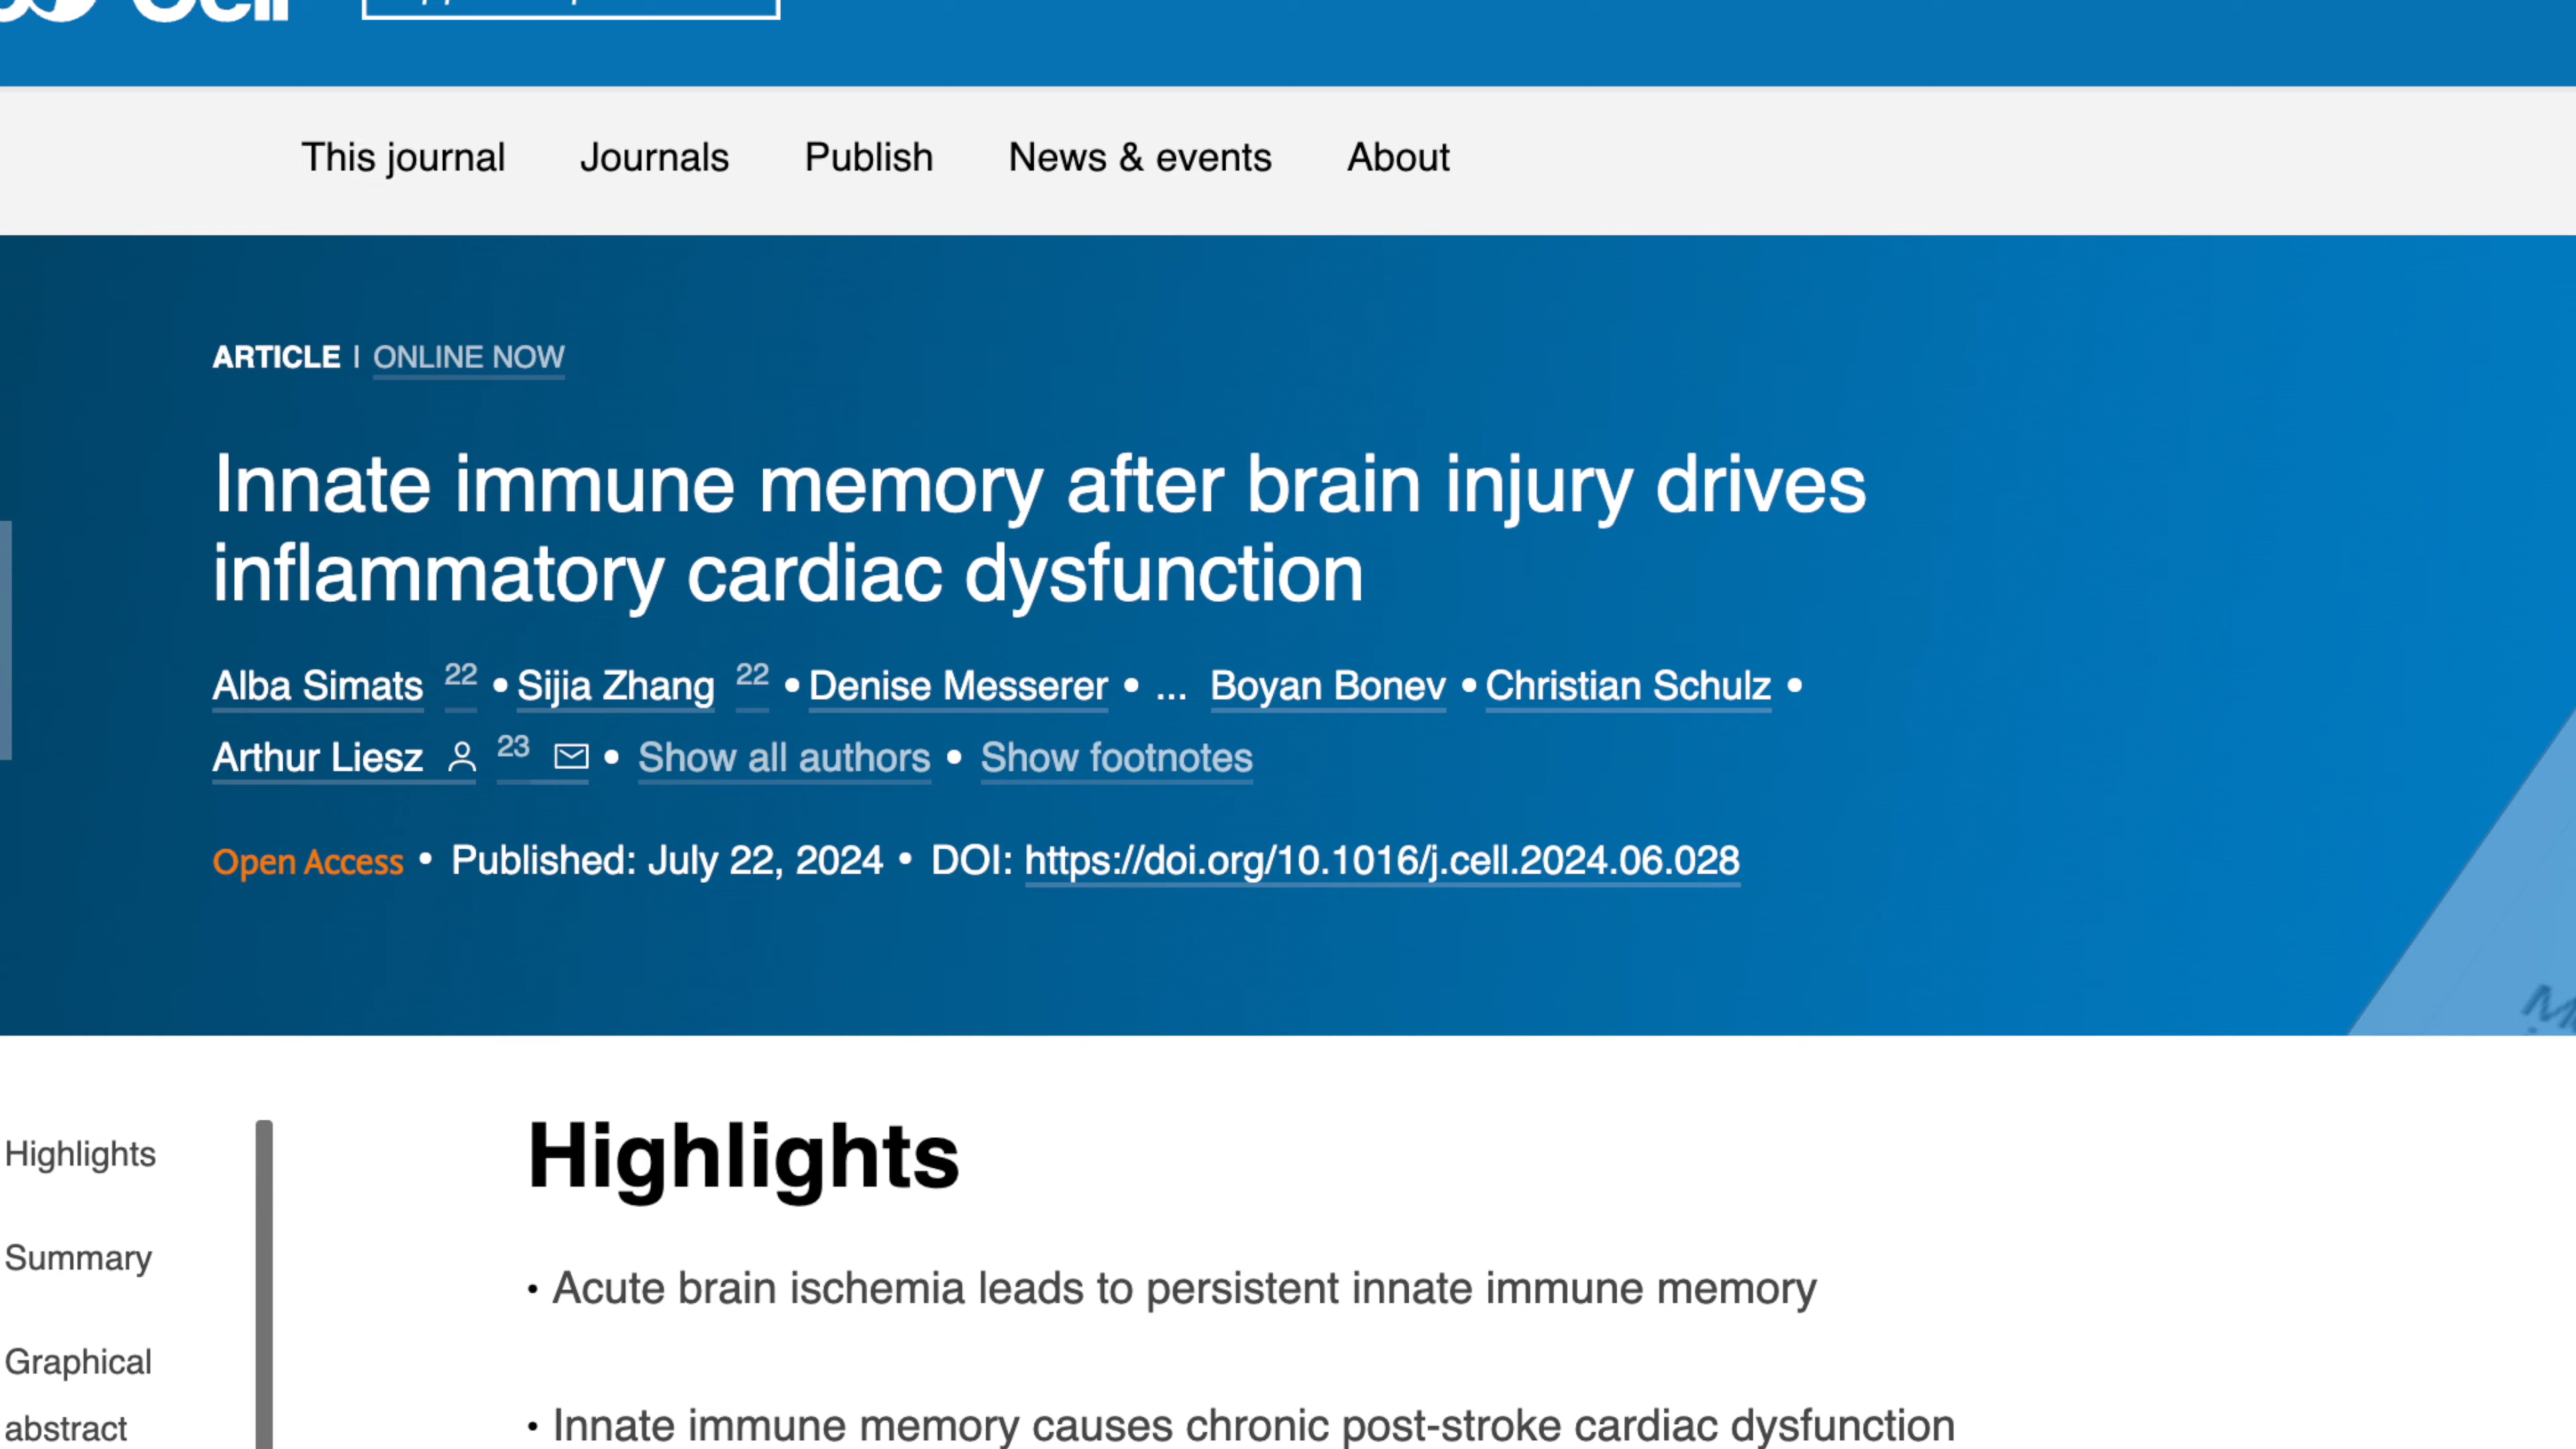 Cell
This journal Journals Publish News & events About
ARTICLE | ONLINE NOW
Innate immune memory after brain injury drives
inflammatory cardiac dysfunction
Alba Simats 22 • Sijia Zhang 22 • Denise Messerer • ... Boyan Bonev • Christian Schulz •
Arthur Liesz 23 • Show all authors • Show footnotes
Open Access • Published: July 22, 2024 • DOI: https://doi.org/10.1016/j.cell.2024.06.028
Highlights
Summary
Graphical
abstract
Highlights
• Acute brain ischemia leads to persistent innate immune memory
• Innate immune memory causes chronic post-stroke cardiac dysfunction